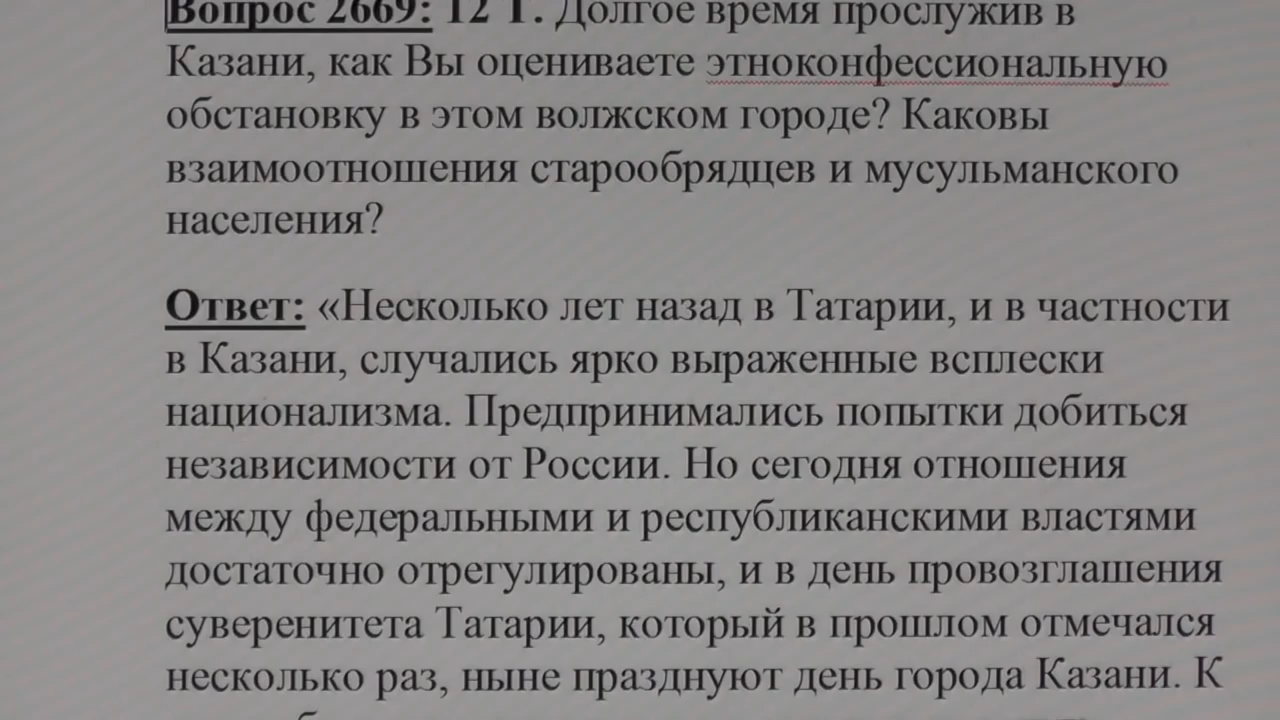 Вопрос 2669: 12 Т. Долгое время прослужив в
Казани, как Вы оцениваете этноконфессиональную
обстановку в этом волжском городе? Каковы
взаимоотношения старообрядцев и мусульманского
населения?
Ответ: «Несколько лет назад в Татарии, и в частности
в Казани, случались ярко выраженные всплески
национализма. Предпринимались попытки добиться
независимости от России. Но сегодня отношения
между федеральными и республиканскими властями
достаточно отрегулированы, и в день провозглашения
суверенитета Татарии, который в прошлом отмечался
несколько раз, ныне празднуют день города Казани. К